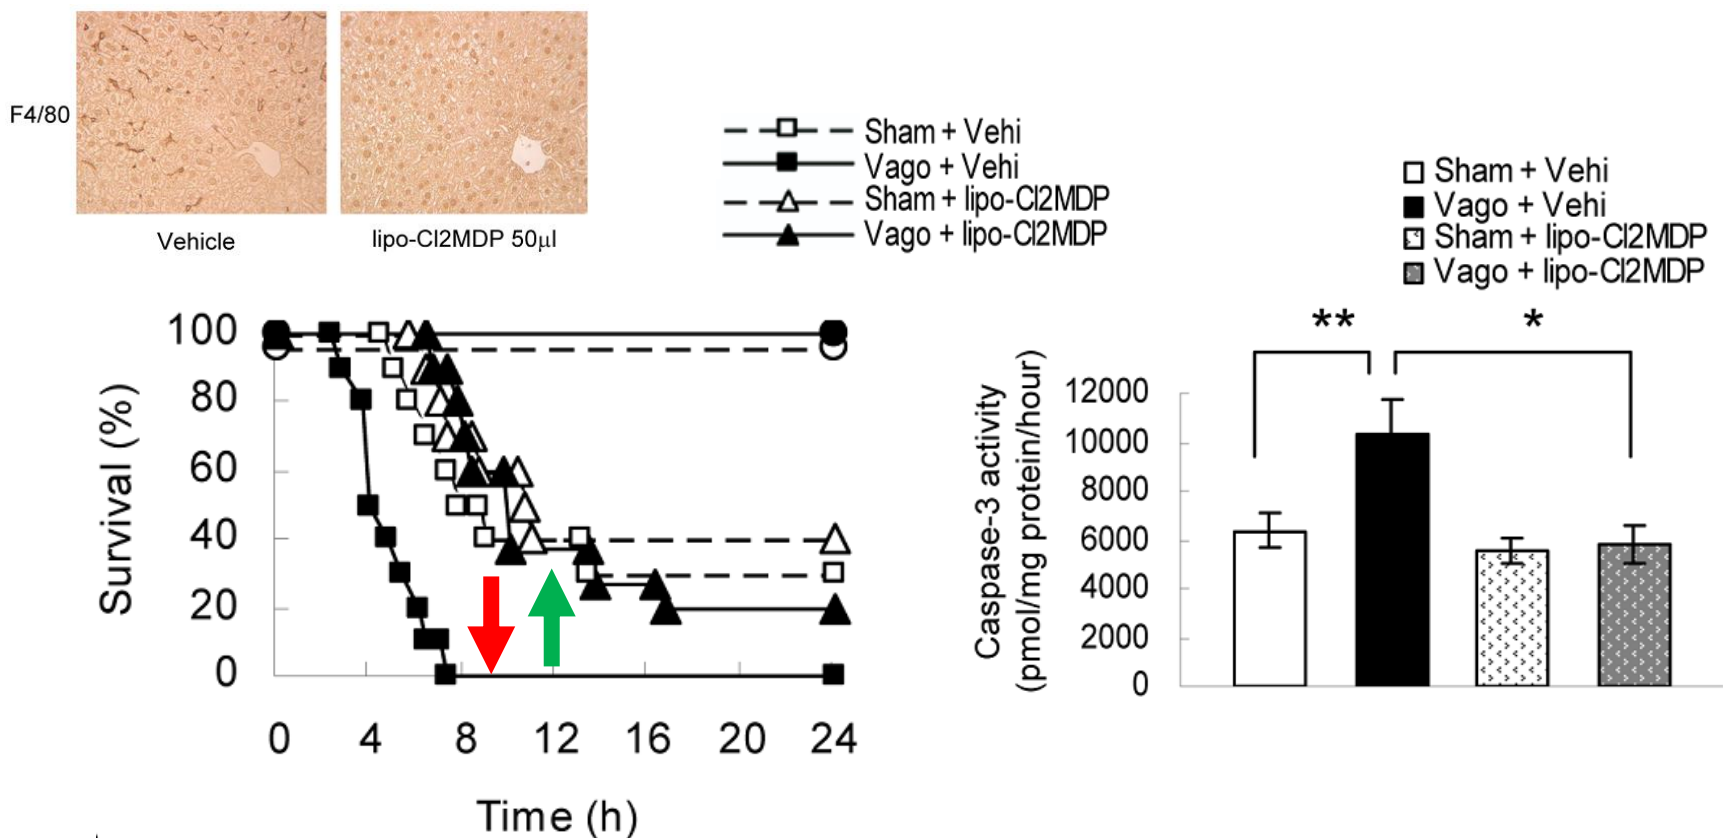 F4/80
Vehicle
lipo-Cl2MDP 50µl
Sham + Vehi
Vago + Vehi
Sham + lipo-Cl2MDP
Vago + lipo-Cl2MDP
Survival (%)
100
80
60
40
20
0
0 4 8 12 16 20 24
Time (h)
Sham + Vehi
Vago + Vehi
Sham + lipo-Cl2MDP
Vago + lipo-Cl2MDP
** *
Caspase-3 activity
(pmol/mg protein/hour)
12000
10000
8000
6000
4000
2000
0